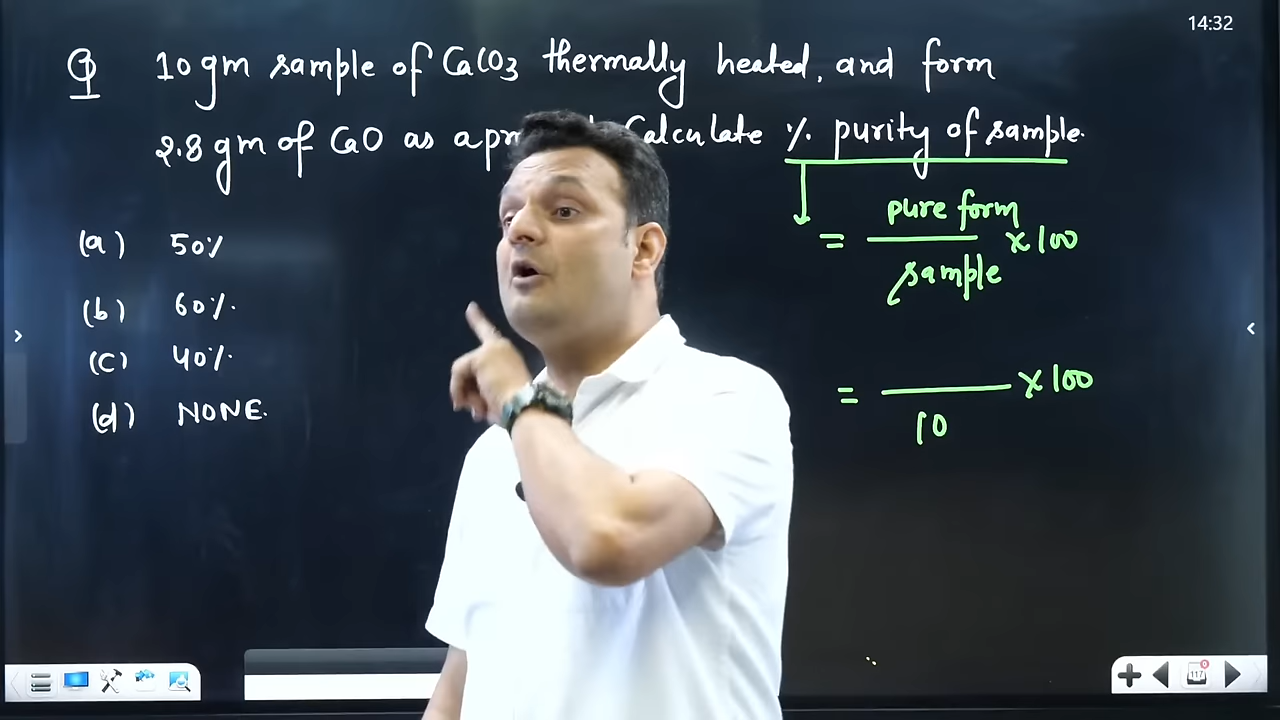 14:32
Q 10 gm sample of CaCO3 thermally heated, and form
2.8 gm of CaO as a Calculate % purity of sample.
= pure form / sample × 100
(a) 50%
(b) 60%.
(c) 40%.
(d) NONE.
= 10 × 100
117